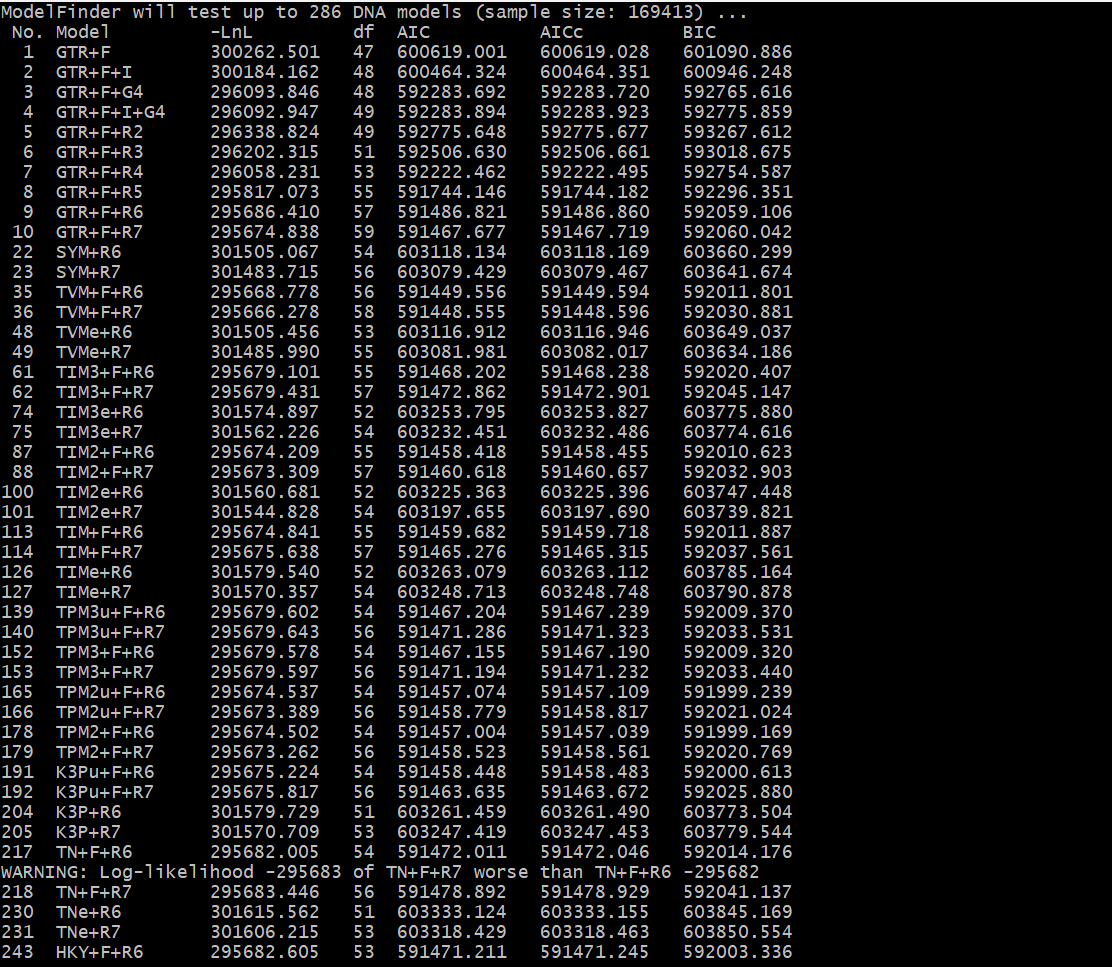 ModelFinder will test up to 286 DNA models (sample size: 169413) ...
No. Model -LnL df AIC AICc BIC
1 GTR+F 300262.501 47 600619.001 600619.028 601090.886
2 GTR+F+I 300184.162 48 600464.324 600464.351 600946.248
3 GTR+F+G4 296093.846 48 592283.692 592283.720 592765.616
4 GTR+F+I+G4 296092.947 49 592283.894 592283.923 592775.859
5 GTR+F+R2 296338.824 49 592775.648 592775.677 593267.612
6 GTR+F+R3 296202.315 51 592506.630 592506.661 593018.675
7 GTR+F+R4 296058.231 53 592222.462 592222.495 592754.587
8 GTR+F+R5 295817.073 55 591744.146 591744.182 592296.351
9 GTR+F+R6 295686.410 57 591486.821 591486.860 592059.106
10 GTR+F+R7 295674.838 59 591467.677 591467.719 592060.042
22 SYM+R6 301505.067 54 603118.134 603118.169 603660.299
23 SYM+R7 301483.715 56 603079.429 603079.467 603641.674
35 TVM+F+R6 295668.778 56 591449.556 591449.594 592011.801
36 TVM+F+R7 295666.278 58 591448.555 591448.596 592030.881
48 TVMe+R6 301505.456 53 603116.912 603116.946 603649.037
49 TVMe+R7 301485.990 55 603081.981 603082.017 603634.186
61 TIM3+F+R6 295679.101 55 591468.202 591468.238 592020.407
62 TIM3+F+R7 295679.431 57 591472.862 591472.901 592045.147
74 TIM3e+R6 301574.897 52 603253.795 603253.827 603775.880
75 TIM3e+R7 301562.226 54 603232.451 603232.486 603774.616
87 TIM2+F+R6 295674.209 55 591458.418 591458.455 592010.623
88 TIM2+F+R7 295673.309 57 591460.618 591460.657 592032.903
100 TIM2e+R6 301560.681 52 603225.363 603225.396 603747.448
101 TIM2e+R7 301544.828 54 603197.655 603197.690 603739.821
113 TIM+F+R6 295674.841 55 591459.682 591459.718 592011.887
114 TIM+F+R7 295675.638 57 591465.276 591465.315 592037.561
126 TIMe+R6 301579.540 52 603263.079 603263.112 603785.164
127 TIMe+R7 301570.357 54 603248.713 603248.748 603790.878
139 TPM3u+F+R6 295679.602 54 591467.204 591467.239 592009.370
140 TPM3u+F+R7 295679.643 56 591471.286 591471.323 592033.531
152 TPM3+F+R6 295679.578 54 591467.155 591467.190 592009.320
153 TPM3+F+R7 295679.597 56 591471.194 591471.232 592033.440
165 TPM2u+F+R6 295674.537 54 591457.074 591457.109 591999.239
166 TPM2u+F+R7 295673.389 56 591458.779 591458.817 592021.024
178 TPM2+F+R6 295674.502 54 591457.004 591457.039 591999.169
179 TPM2+F+R7 295673.262 56 591458.523 591458.561 592020.769
191 K3Pu+F+R6 295675.224 54 591458.448 591458.483 592000.613
192 K3Pu+F+R7 295675.817 56 591463.635 591463.672 592025.880
204 K3P+R6 301579.729 51 603261.459 603261.490 603773.504
205 K3P+R7 301570.709 53 603247.419 603247.453 603779.544
217 TN+F+R6 295682.005 54 591472.011 591472.046 592014.176
WARNING: Log-likelihood -295683 of TN+F+R7 worse than TN+F+R6 -295682
218 TN+F+R7 295683.446 56 591478.892 591478.929 592041.137
230 TNe+R6 301615.562 51 603333.124 603333.155 603845.169
231 TNe+R7 301606.215 53 603318.429 603318.463 603850.554
243 HKY+F+R6 295682.605 53 591471.211 591471.245 592003.336